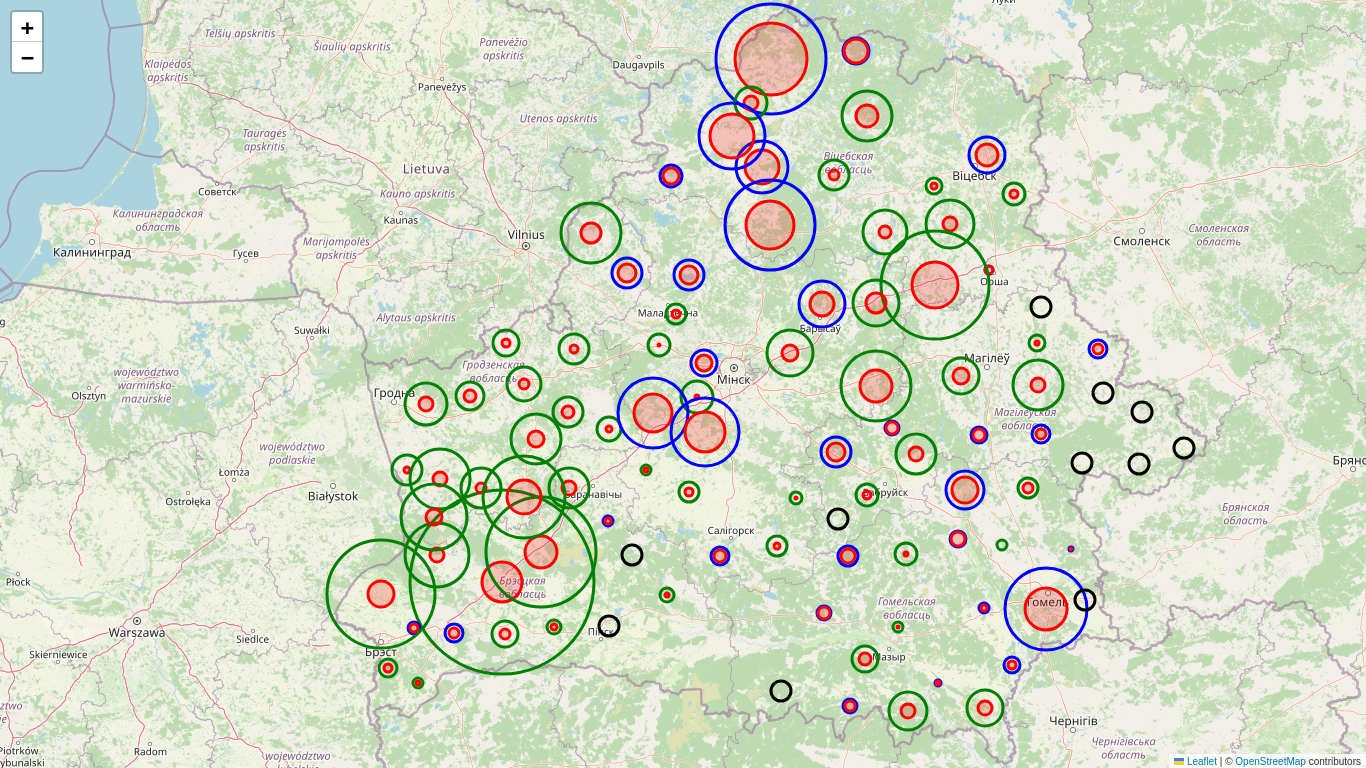 +
−
Telšių apskritis
Šiaulių apskritis
Panevėžio
apskritis
Klaipėdos
apskritis
Panevėžys
Daugavpils
Луки
Utenos apskritis
Tauragės
apskritis
Lietuva
Советск
Kauno apskritis
Калининградская
область
Kaunas
Vilnius
Marijampolės
apskritis
Калининград
Гусев
Віцебская
вобласць
Віцебск
Смоленск
Смоленская
область
Орша
Alytaus apskritis
Suwałki
Маладзечна
Барысаў
Мінск
Магілёў
Гродзенская
вобласць
Гродна
województwo
warmińsko-
mazurskie
Olsztyn
Магілёўская
вобласць
województwo
podlaskie
Łomża
Ostrołęka
Białystok
Баранавічы
Бабруйск
Салігорск
Брянская
область
Płock
Брэсцкая
вобласць
Гомельская
вобласць
Гомель
Warszawa
Siedlce
Skierniewice
Брэст
Пінск
Мазыр
Чернігів
Чернігівська
область
Piotrków
Trybunalski
Radom
województwo
Leaflet | © OpenStreetMap contributors